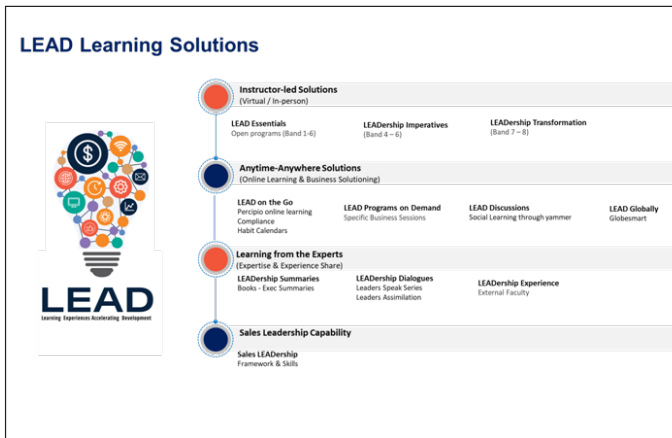 LEAD Learning Solutions
Instructor-led Solutions
(Virtual / In-person)
LEAD Essentials
Open programs (Band 1-6)
LEADership Imperatives
(Band 4 – 6)
LEADership Transformation
(Band 7 – 8)
Anytime-Anywhere Solutions
(Online Learning & Business Solutioning)
LEAD on the Go
Percipio online learning
Compliance
Habit Calendars
LEAD Programs on Demand
Specific Business Sessions
LEAD Discussions
Social Learning through yammer
LEAD Globally
Globesmart
Learning from the Experts
(Expertise & Experience Share)
LEADership Summaries
Books - Exec Summaries
LEADership Dialogues
Leaders Speak Series
Leaders Assimilation
LEADership Experience
External Faculty
Sales Leadership Capability
Sales LEADership
Framework & Skills
$
LEAD
Learning Experiences Accelerating Development